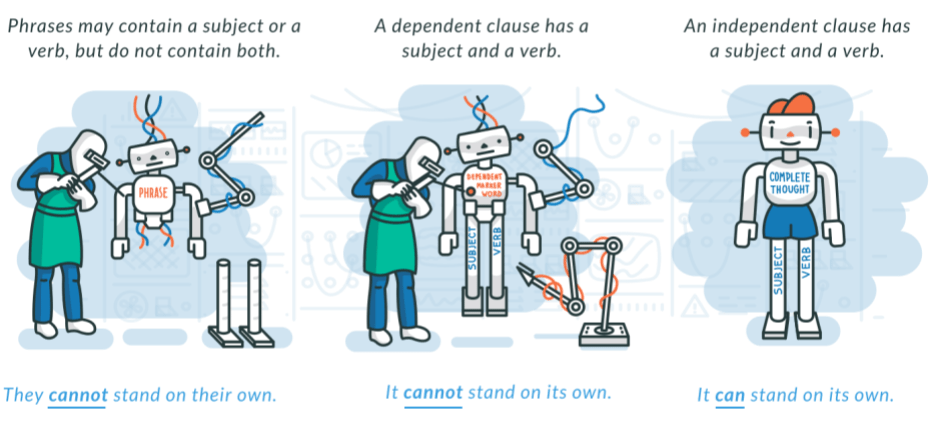 Phrases may contain a subject or a
verb, but do not contain both.
A dependent clause has a
subject and a verb.
An independent clause has
a subject and a verb.
PHRASE
DEPENDENT
MARKER
WORD
SUBJECT
VERB
COMPLETE
THOUGHT
SUBJECT
VERB
They cannot stand on their own.
It cannot stand on its own.
It can stand on its own.